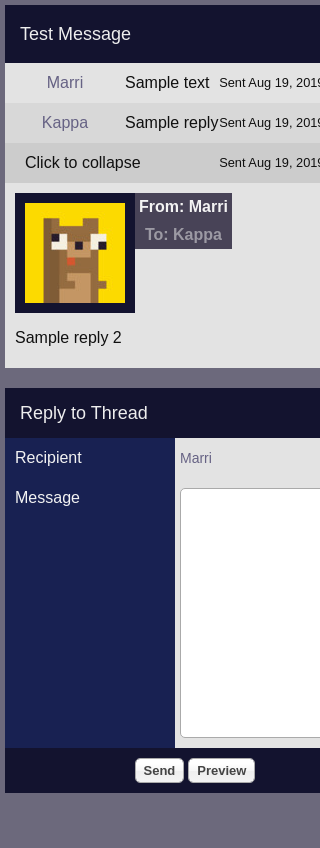 Test Message
Marri Sample text Sent Aug 19, 2019
Kappa Sample reply Sent Aug 19, 2019
Click to collapse Sent Aug 19, 2019
From: Marri
To: Kappa
Sample reply 2
Reply to Thread
Recipient Marri
Message
Send Preview